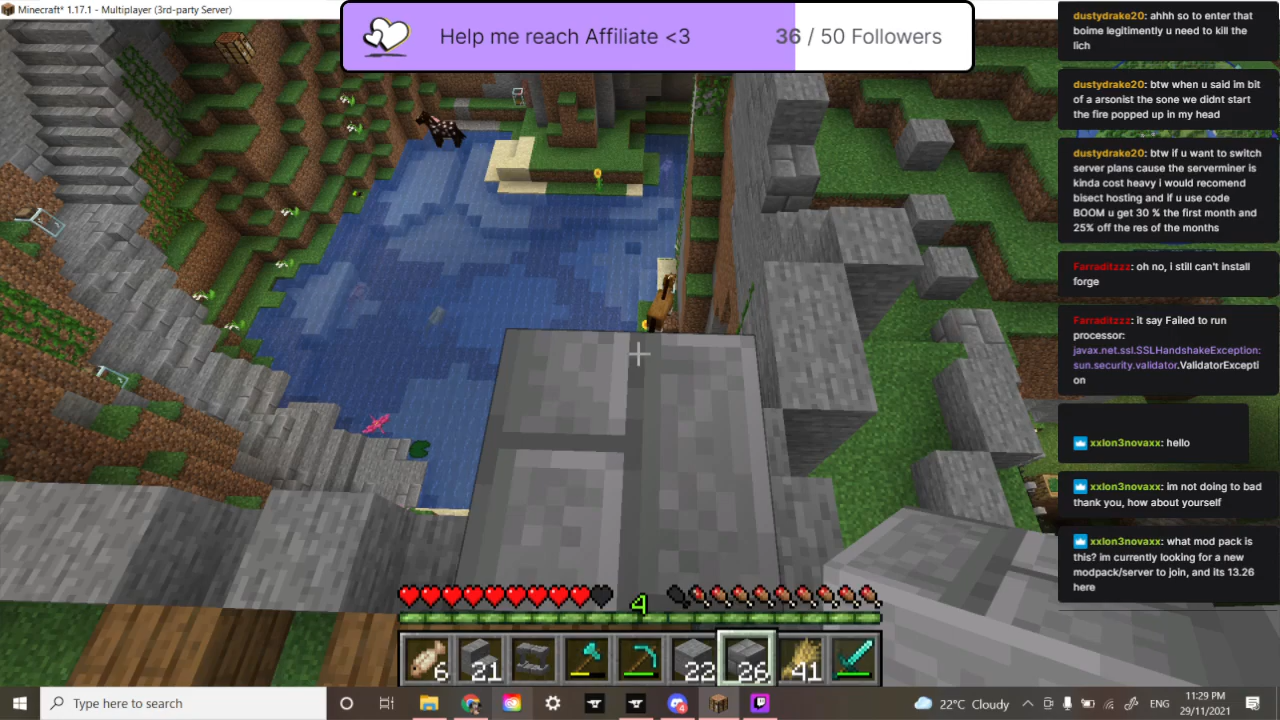 Minecraft* 1.17.1 - Multiplayer (3rd-party Server)
Help me reach Affiliate <3
36 / 50 Followers
dustydrake20: ahhh so to enter that
boime legitimently u need to kill the
lich
dustydrake20: btw when u said im bit
of a arsonist the sone we didnt start
the fire popped up in my head
dustydrake20: btw if u want to switch
server plans cause the serverminer is
kinda cost heavy i would recomend
bisect hosting and if u use code
BOOM u get 30 % the first month and
25% off the res of the months
Farraditzzz: oh no, i still can't install
forge
Farraditzzz: it say Failed to run
processor:
javax.net.ssl.SSLHandshakeException:
sun.security.validator.ValidatorExcepti
on
xxlon3novaxx: hello
xxlon3novaxx: im not doing to bad
thank you, how about yourself
xxlon3novaxx: what mod pack is
this? im currently looking for a new
modpack/server to join, and its 13.26
here
4
6 21 22 26 41
Type here to search
22°C Cloudy
ENG
11:29 PM
29/11/2021